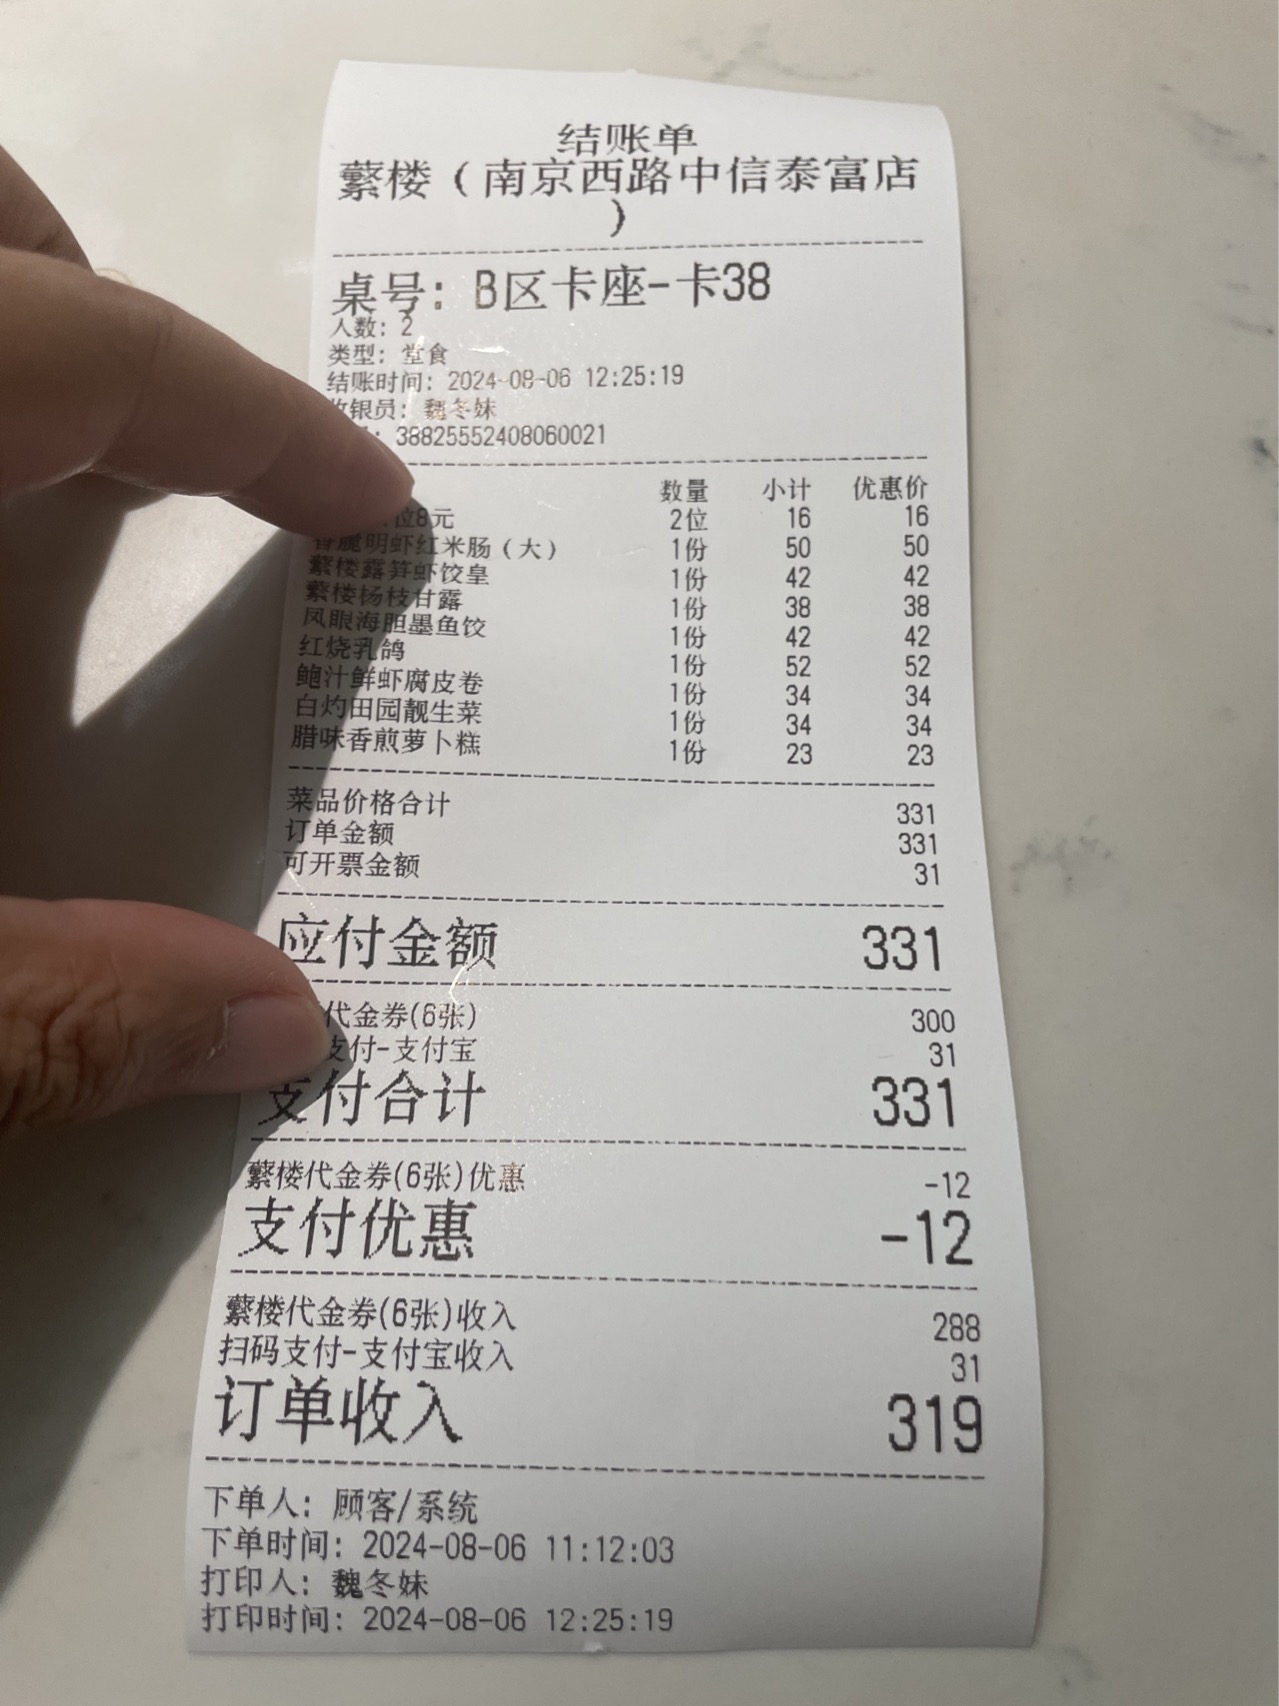 结账单
蘩楼（南京西路中信泰富店
）
桌号：B区卡座-卡38
人数：2
类型：堂食
结账时间：2024-08-06 12:25:19
银员：魏冬妹
：38825552408060021
数量 小计 优惠价
位8元 2位 16 16
香脆明虾红米肠（大） 1份 50 50
蘩楼露笋虾饺皇 1份 42 42
蘩楼杨枝甘露 1份 38 38
凤眼海胆墨鱼饺 1份 42 42
红烧乳鸽 1份 52 52
鲍汁鲜虾腐皮卷 1份 34 34
白灼田园靓生菜 1份 34 34
腊味香煎萝卜糕 1份 23 23
菜品价格合计 331
订单金额 331
可开票金额 31
应付金额 331
代金券(6张) 300
支付-支付宝 31
支付合计 331
蘩楼代金券(6张)优惠 -12
支付优惠 -12
蘩楼代金券(6张)收入 288
扫码支付-支付宝收入 31
订单收入 319
下单人：顾客/系统
下单时间：2024-08-06 11:12:03
打印人：魏冬妹
打印时间：2024-08-06 12:25:19